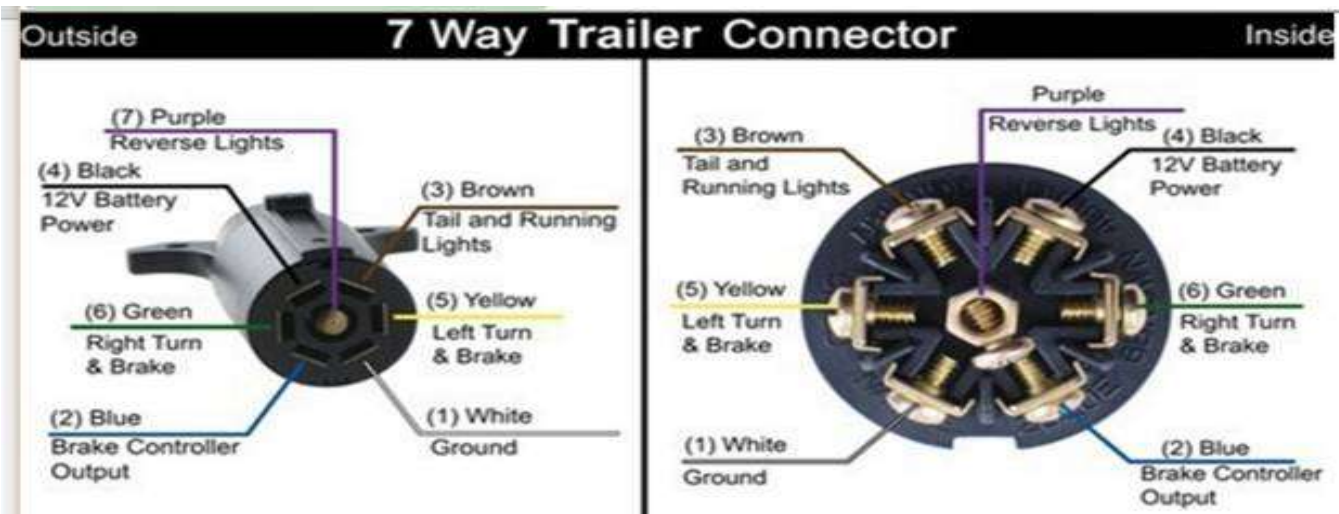 Outside
7 Way Trailer Connector
Inside
(7) Purple
Reverse Lights
(4) Black
12V Battery
Power
(3) Brown
Tail and Running
Lights
(6) Green
Right Turn
& Brake
(5) Yellow
Left Turn
& Brake
(2) Blue
Brake Controller
Output
(1) White
Ground
Purple
Reverse Lights
(3) Brown
Tail and
Running Lights
(4) Black
12V Battery
Power
(5) Yellow
Left Turn
& Brake
(6) Green
Right Turn
& Brake
(1) White
Ground
(2) Blue
Brake Controller
Output